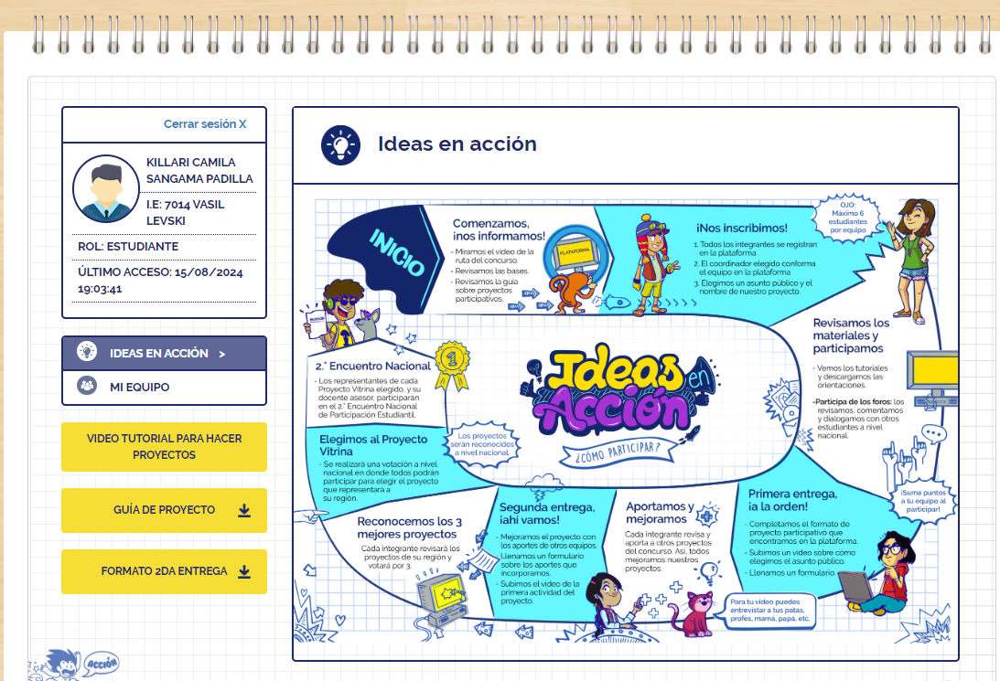 Cerrar sesión X
KILLARI CAMILA
SANGAMA PADILLA
I.E: 7014 VASIL
LEVSKI
ROL: ESTUDIANTE
ÚLTIMO ACCESO: 15/08/2024
19:03:41
IDEAS EN ACCIÓN >
MI EQUIPO
VIDEO TUTORIAL PARA HACER
PROYECTOS
GUÍA DE PROYECTO
FORMATO 2DA ENTREGA
ACCIÓN
Ideas en acción
INICIO
Comenzamos,
¡nos informamos!
- Miramos el video de la
ruta del concurso.
- Revisamos las bases.
- Revisamos la guía
sobre proyectos
participativos.
PLATAFORMA
¡Nos inscribimos!
1. Todos los integrantes se registran
en la plataforma
2. El coordinador elegido conforma
el equipo en la plataforma
3. Elegimos un asunto público y el
nombre de nuestro proyecto.
OJO:
Máximo 6
estudiantes
por equipo
Revisamos los
materiales y
participamos
- Vemos los tutoriales
y descargamos las
orientaciones.
-Participa de los foros: los
revisamos, comentamos
y dialogamos con otros
estudiantes a nivel
nacional.
¡Suma puntos
a tu equipo al
participar!
Primera entrega,
¡a la orden!
- Completamos el formato de
proyecto participativo que
encontramos en la plataforma.
- Subimos un video sobre cómo
elegimos el asunto público.
- Llenamos un formulario.
Para tu video puedes
entrevistar a tus patas,
profes, mamá, papá, etc.
Aportamos y
mejoramos
Cada integrante revisa y
aporta a otros proyectos
del concurso. Así, todos
mejoramos nuestros
proyectos.
Segunda entrega,
¡ahí vamos!
- Mejoramos el proyecto con
los aportes de otros equipos.
- Llenamos un formulario
sobre los aportes que
incorporamos.
- Subimos el video de la
primera actividad del
proyecto.
Reconocemos los 3
mejores proyectos
Cada integrante revisará los
proyectos de su región y
votará por 3.
Elegimos al Proyecto
Vitrina
- Se realizará una votación a nivel
nacional en donde todos podrán
participar para elegir el proyecto
que representará a
su región.
Los proyectos
serán reconocidos
a nivel nacional.
2.° Encuentro Nacional
- Los representantes de cada
Proyecto Vitrina elegido, y su
docente asesor, participarán
en el 2.° Encuentro Nacional
de Participación Estudiantil.
1
Ideas en
Acción
¿CÓMO PARTICIPAR?